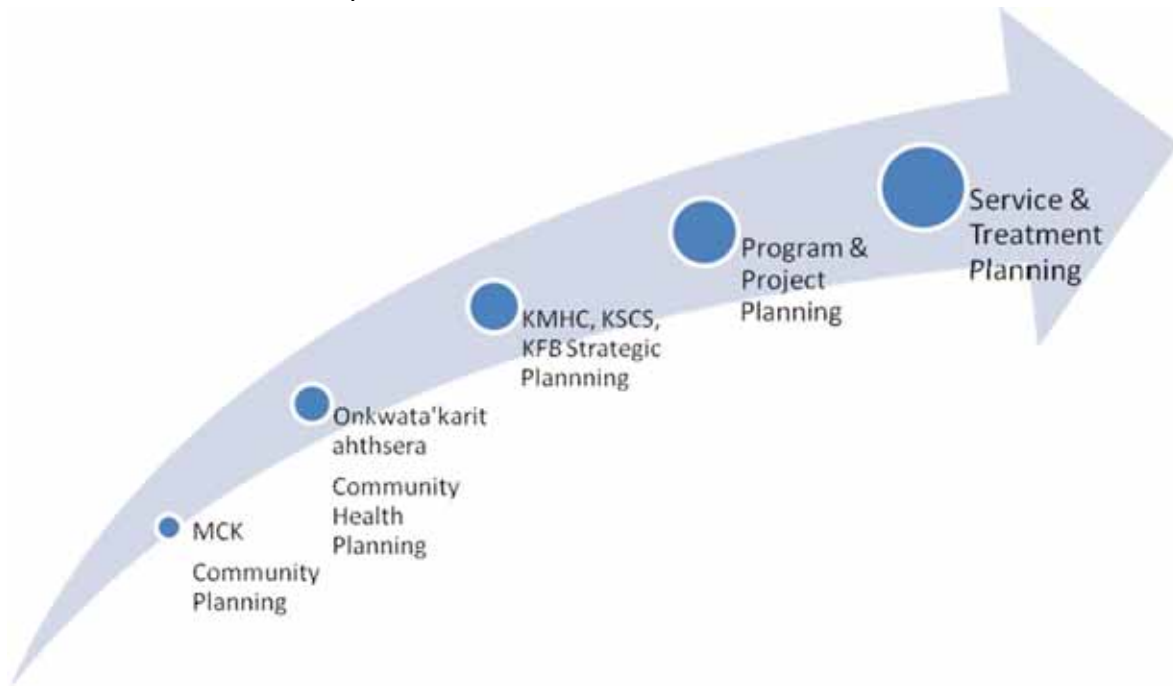 MCK
Community
Planning
Onkwata'karit
ahthsera
Community
Health
Planning
KMHC, KSCS,
KFB Strategic
Plannning
Program &
Project
Planning
Service &
Treatment
Planning